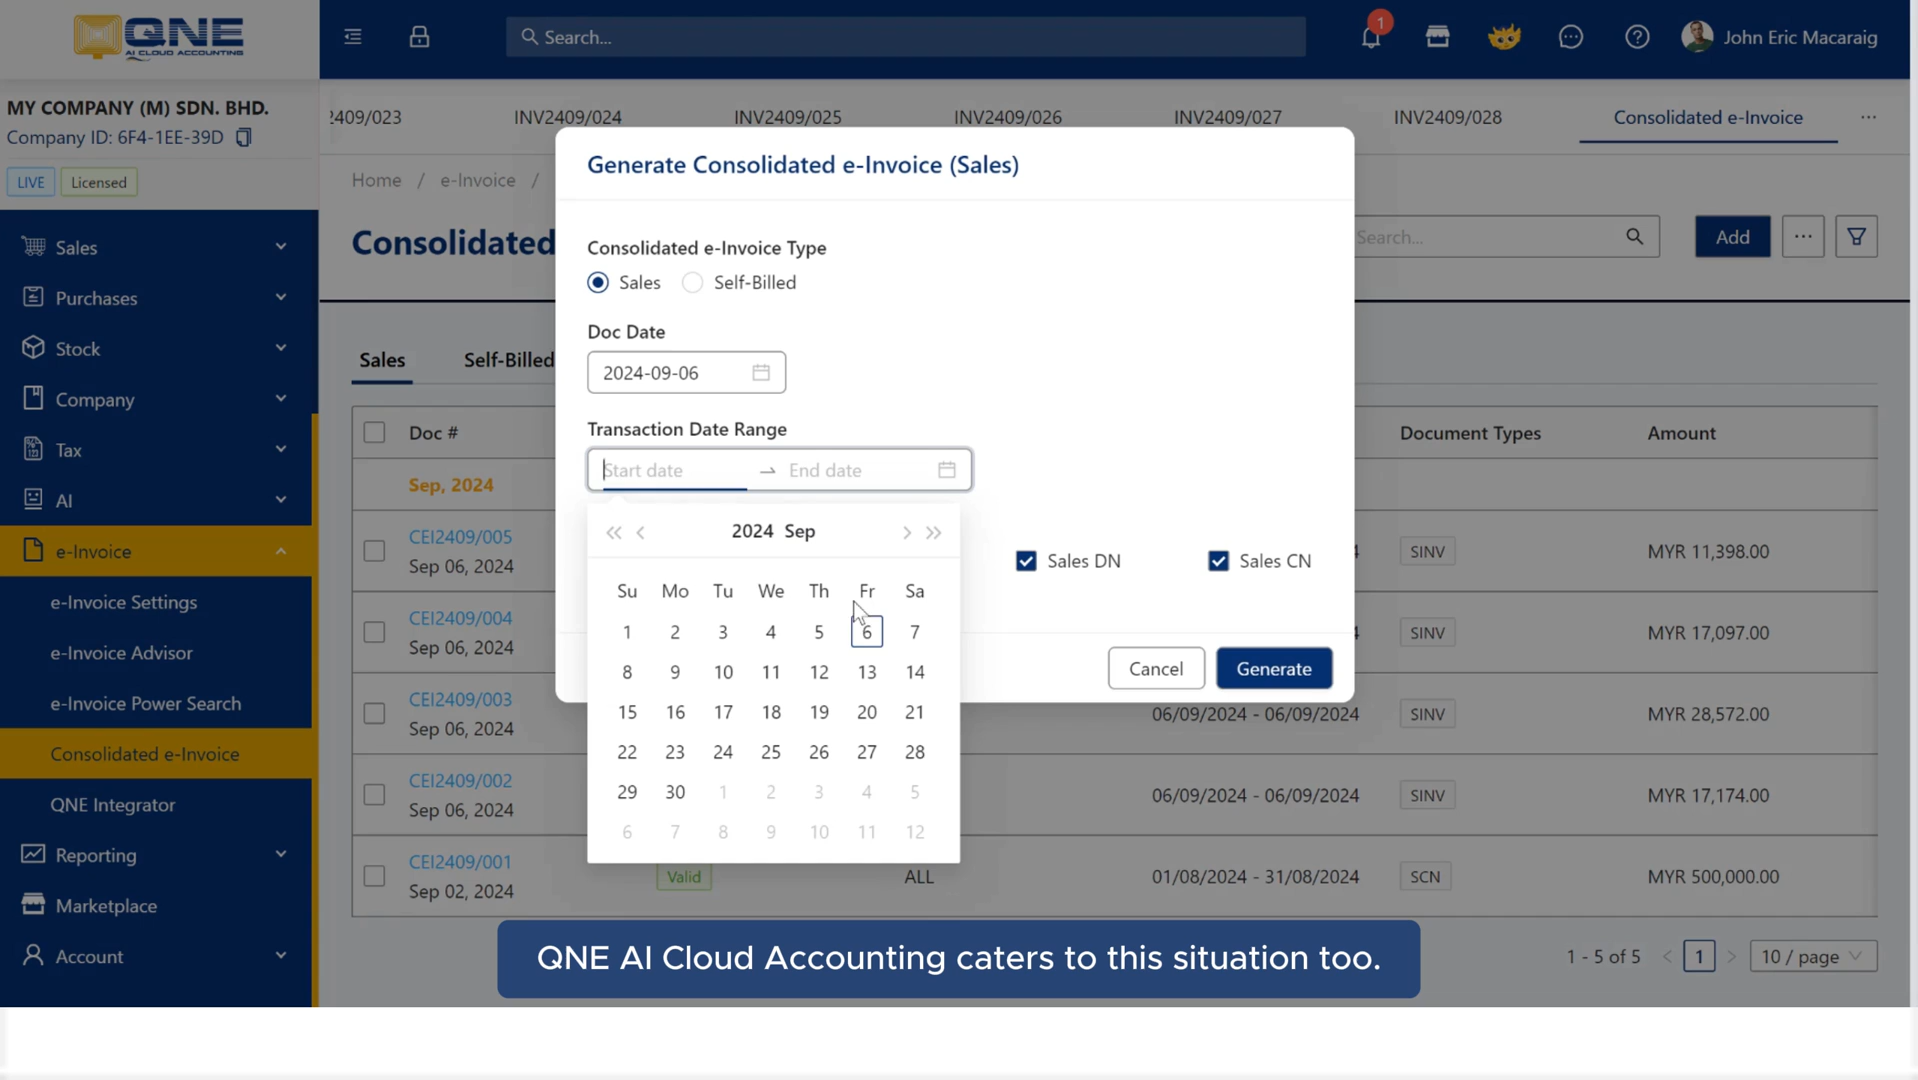 QNE
AI CLOUD ACCOUNTING
Search...
1
John Eric Macaraig
MY COMPANY (M) SDN. BHD.
Company ID: 6F4-1EE-39D
LIVE
Licensed
2409/023
INV2409/024
INV2409/025
INV2409/026
INV2409/027
INV2409/028
Consolidated e-Invoice
Home / e-Invoice /
Consolidated
Search...
Add
Sales
Purchases
Stock
Company
Tax
AI
e-Invoice
e-Invoice Settings
e-Invoice Advisor
e-Invoice Power Search
Consolidated e-Invoice
QNE Integrator
Reporting
Marketplace
Account
Generate Consolidated e-Invoice (Sales)
Consolidated e-Invoice Type
Sales
Self-Billed
Doc Date
2024-09-06
Transaction Date Range
Start date → End date
2024 Sep
Su Mo Tu We Th Fr Sa
1 2 3 4 5 6 7
8 9 10 11 12 13 14
15 16 17 18 19 20 21
22 23 24 25 26 27 28
29 30 1 2 3 4 5
6 7 8 9 10 11 12
Sales DN
Sales CN
Cancel
Generate
Sales
Self-Billed
Doc #
Document Types
Amount
Sep, 2024
CEI2409/005
Sep 06, 2024
SINV
MYR 11,398.00
CEI2409/004
Sep 06, 2024
SINV
MYR 17,097.00
CEI2409/003
Sep 06, 2024
06/09/2024 - 06/09/2024
SINV
MYR 28,572.00
CEI2409/002
Sep 06, 2024
06/09/2024 - 06/09/2024
SINV
MYR 17,174.00
CEI2409/001
Sep 02, 2024
Valid
ALL
01/08/2024 - 31/08/2024
SCN
MYR 500,000.00
1 - 5 of 5
1
10 / page
QNE AI Cloud Accounting caters to this situation too.